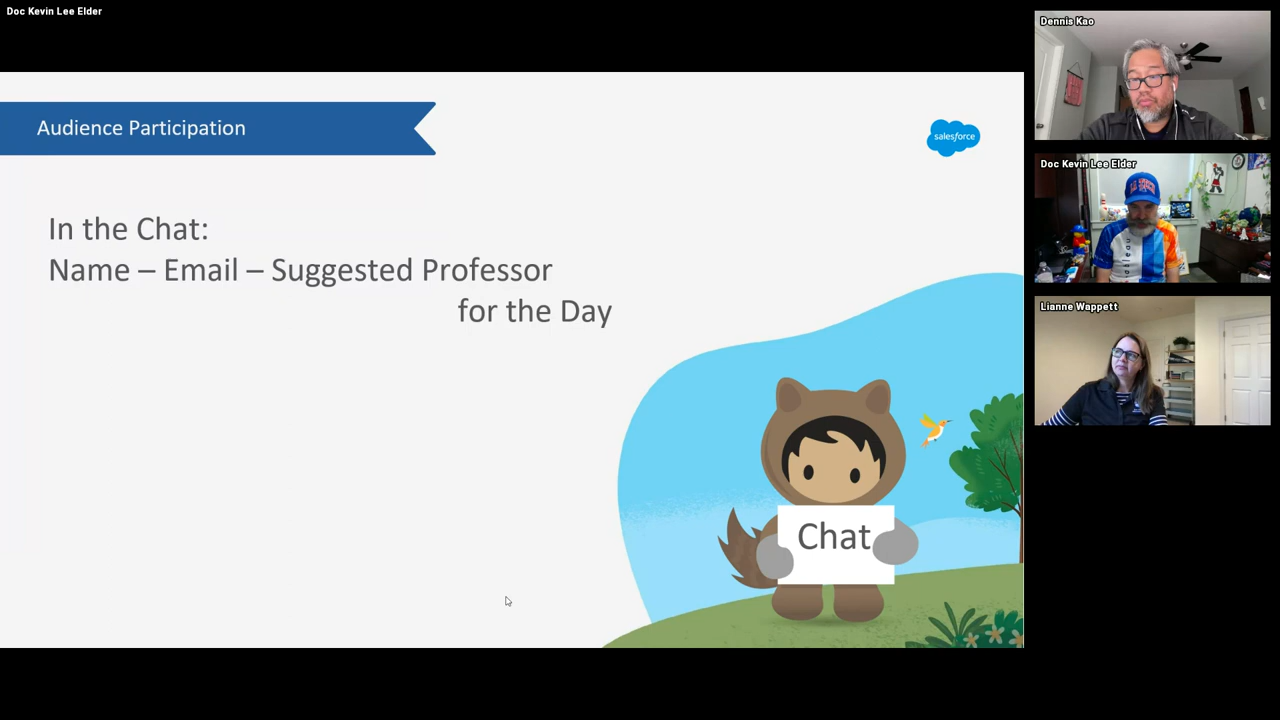 Doc Kevin Lee Elder
Audience Participation
salesforce
In the Chat:
Name – Email – Suggested Professor
for the Day
Chat
Dennis Kao
Doc Kevin Lee Elder
Lianne Wappett